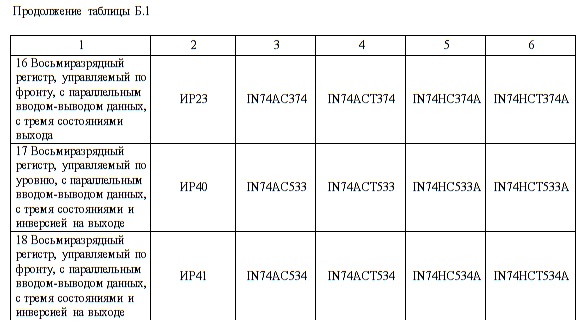 Продолжение таблицы Б.1
1 2 3 4 5 6
16 Восьмиразрядный
регистр, управляемый по
фронту, с параллельным
вводом-выводом данных,
с тремя состояниями
выхода
ИР23 IN74AC374 IN74ACT374 IN74HC374A IN74HCT374A
17 Восьмиразрядный
регистр, управляемый по
уровню, с параллельным
вводом-выводом данных,
с тремя состояниями и
инверсией на выходе
ИР40 IN74AC533 IN74ACT533 IN74HC533A IN74HCT533A
18 Восьмиразрядный
регистр, управляемый по
фронту, с параллельным
вводом-выводом данных,
с тремя состояниями и
инверсией на выходе
ИР41 IN74AC534 IN74ACT534 IN74HC534A IN74HCT534A